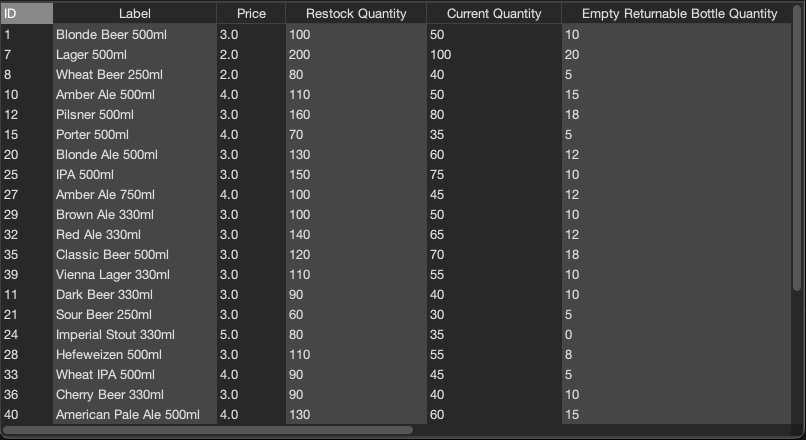 ID Label Price Restock Quantity Current Quantity Empty Returnable Bottle Quantity
1 Blonde Beer 500ml 3.0 100 50 10
7 Lager 500ml 2.0 200 100 20
8 Wheat Beer 250ml 2.0 80 40 5
10 Amber Ale 500ml 4.0 110 50 15
12 Pilsner 500ml 3.0 160 80 18
15 Porter 500ml 4.0 70 35 5
20 Blonde Ale 500ml 3.0 130 60 12
25 IPA 500ml 3.0 150 75 10
27 Amber Ale 750ml 4.0 100 45 12
29 Brown Ale 330ml 3.0 100 50 10
32 Red Ale 330ml 3.0 140 65 12
35 Classic Beer 500ml 3.0 120 70 18
39 Vienna Lager 330ml 3.0 110 55 10
11 Dark Beer 330ml 3.0 90 40 10
21 Sour Beer 250ml 3.0 60 30 5
24 Imperial Stout 330ml 5.0 80 35 0
28 Hefeweizen 500ml 3.0 110 55 8
33 Wheat IPA 500ml 4.0 90 45 5
36 Cherry Beer 330ml 3.0 90 40 10
40 American Pale Ale 500ml 4.0 130 60 15